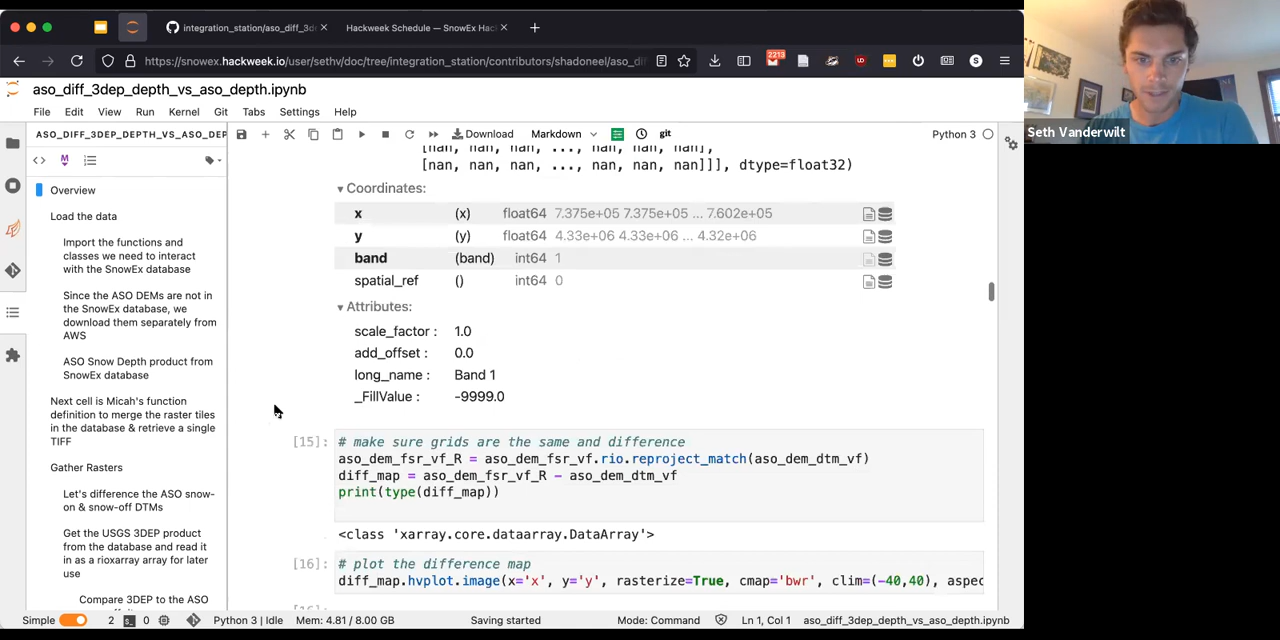 integration_station/aso_diff_3de
Hackweek Schedule — SnowEx Hac
https://snowex.hackweek.io/user/sethv/doc/tree/integration_station/contributors/shadoneel/aso_di
2213
S
aso_diff_3dep_depth_vs_aso_depth.ipynb
File Edit View Run Kernel Git Tabs Settings Help
ASO_DIFF_3DEP_DEPTH_VS_ASO_DEP
Download Markdown git Python 3
Seth Vanderwilt
Overview
Load the data
Import the functions and
classes we need to interact
with the SnowEx database
Since the ASO DEMs are not in
the SnowEx database, we
download them separately from
AWS
ASO Snow Depth product from
SnowEx database
Next cell is Micah's function
definition to merge the raster tiles
in the database & retrieve a single
TIFF
Gather Rasters
Let's difference the ASO snow-
on & snow-off DTMs
Get the USGS 3DEP product
from the database and read it
in as a rioxarray array for later
use
Compare 3DEP to the ASO
[nan, nan, nan, ..., nan, nan, nan],
[nan, nan, nan, ..., nan, nan, nan]]], dtype=float32)
Coordinates:
x (x) float64 7.375e+05 7.375e+05 ... 7.602e+05
y (y) float64 4.33e+06 4.33e+06 ... 4.32e+06
band (band) int64 1
spatial_ref () int64 0
Attributes:
scale_factor : 1.0
add_offset : 0.0
long_name : Band 1
_FillValue : -9999.0
[15]: # make sure grids are the same and difference
aso_dem_fsr_vf_R = aso_dem_fsr_vf.rio.reproject_match(aso_dem_dtm_vf)
diff_map = aso_dem_fsr_vf_R - aso_dem_dtm_vf
print(type(diff_map))
<class 'xarray.core.dataarray.DataArray'>
[16]: # plot the difference map
diff_map.hvplot.image(x='x', y='y', rasterize=True, cmap='bwr', clim=(-40,40), aspec
Simple 2 0 Python 3 | Idle Mem: 4.81 / 8.00 GB Saving started Mode: Command Ln 1, Col 1 aso_diff_3dep_depth_vs_aso_depth.ipynb